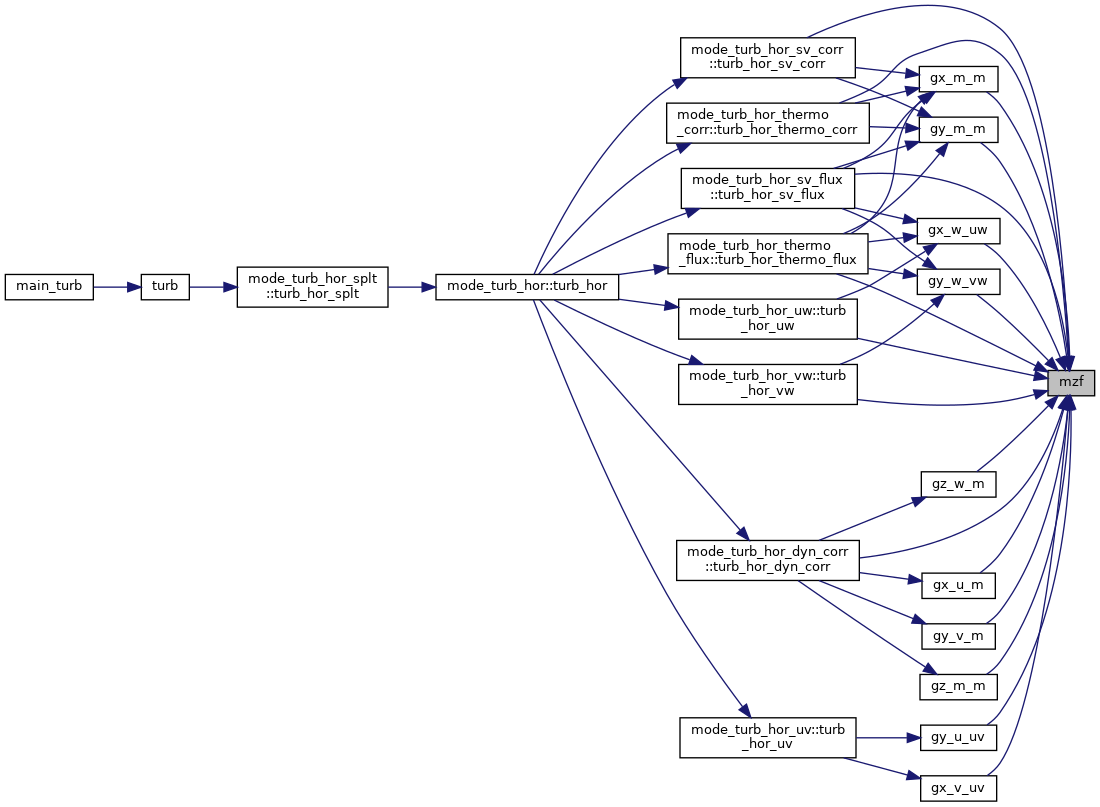 main_turb
turb
mode_turb_hor_splt
::turb_hor_splt
mode_turb_hor::turb_hor
mode_turb_hor_sv_corr
::turb_hor_sv_corr
mode_turb_hor_thermo
_corr::turb_hor_thermo_corr
mode_turb_hor_sv_flux
::turb_hor_sv_flux
mode_turb_hor_thermo
_flux::turb_hor_thermo_flux
mode_turb_hor_uw::turb
_hor_uw
mode_turb_hor_vw::turb
_hor_vw
mode_turb_hor_dyn_corr
::turb_hor_dyn_corr
mode_turb_hor_uv::turb
_hor_uv
gx_m_m
gy_m_m
gx_w_uw
gy_w_vw
gz_w_m
gx_u_m
gy_v_m
gz_m_m
gy_u_uv
gx_v_uv
mzf